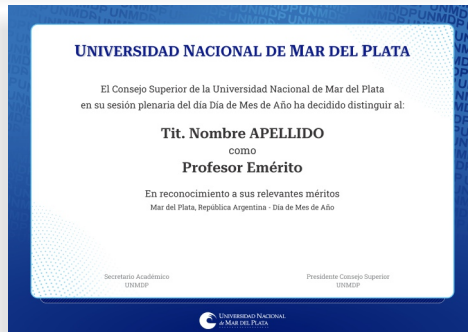 UNIVERSIDAD NACIONAL DE MAR DEL PLATA
El Consejo Superior de la Universidad Nacional de Mar del Plata
en su sesión plenaria del día Día de Mes de Año ha decidido distinguir al:
Tit. Nombre APELLIDO
como
Profesor Emérito
En reconocimiento a sus relevantes méritos
Mar del Plata, República Argentina - Día de Mes de Año
Secretario Académico
UNMDP
Presidente Consejo Superior
UNMDP
UNIVERSIDAD NACIONAL
de MAR DEL PLATA